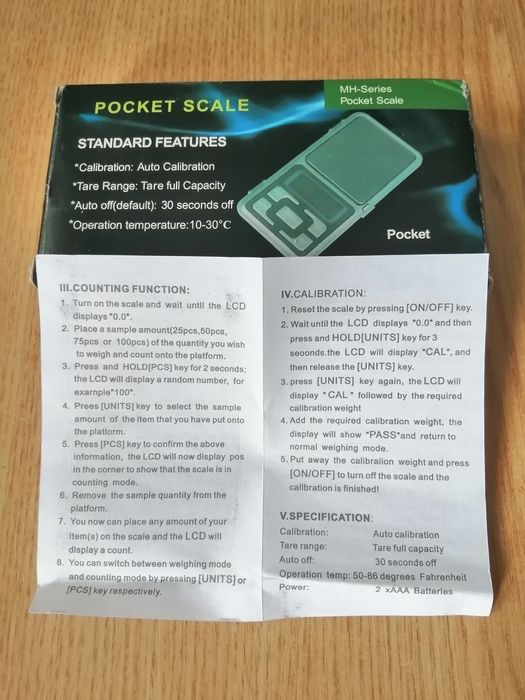 POCKET SCALE
MH-Series
Pocket Scale
STANDARD FEATURES
*Calibration: Auto Calibration
*Tare Range: Tare full Capacity
*Auto off(default): 30 seconds off
*Operation temperature:10-30℃
Pocket
III.COUNTING FUNCTION:
1. Turn on the scale and wait until the LCD
displays "0.0".
2. Place a sample amount(25pcs,50pcs,
75pcs or 100pcs) of the quantity you wish
to weigh and count onto the platform.
3. Press and HOLD[PCS] key for 2 seconds;
the LCD will display a random number, for
exarnple"100".
4. Prees [UNITS] key to select the sample
amount of the item that you have put onto
the platlorm.
5. Press [PCS] key to confirm the above
information, the LCD will now display pos
in the corner to show that the scale is in
counting mode.
6. Remove the sample quantity from the
platform.
7. You now can place any amount of your
Item(s) on the scale and the LCD will
display a count.
8. You can switch between weighing mode
and counting mode by pressing [UNITS] or
[PCS] key respectively.
IV.CALIBRATION:
1. Reset the scale by pressing [ON/OFF] key.
2. Wait until the LCD displays "0.0" and then
press and HOLD[UNITS] key for 3
seoonds.the LCD will display "CAL", and
then release the [UNITS] key.
3. press [UNITS] key again, the LCD will
display " CAL " followed by the required
calibration weight
4. Add the required calibration weight, the
display will show "PASS"and return to
normai weighing mode.
5. Put away the calibralion weight and press
[ON/OFF] to turn off the soale and the
callbration is finished!
V.SPECIFICATION:
Calibration: Auto calibration
Tare range: Tare full capacity
Auto off: 30 seconds off
Operation temp: 50-86 degrees Fahrenheit
Power: 2 xAAA Batteries